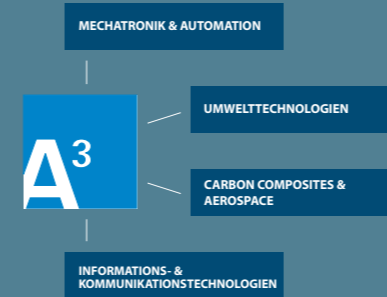 MECHATRONIK & AUTOMATION
UMWELTTECHNOLOGIEN
A³
CARBON COMPOSITES &
AEROSPACE
INFORMATIONS- &
KOMMUNIKATIONSTECHNOLOGIEN